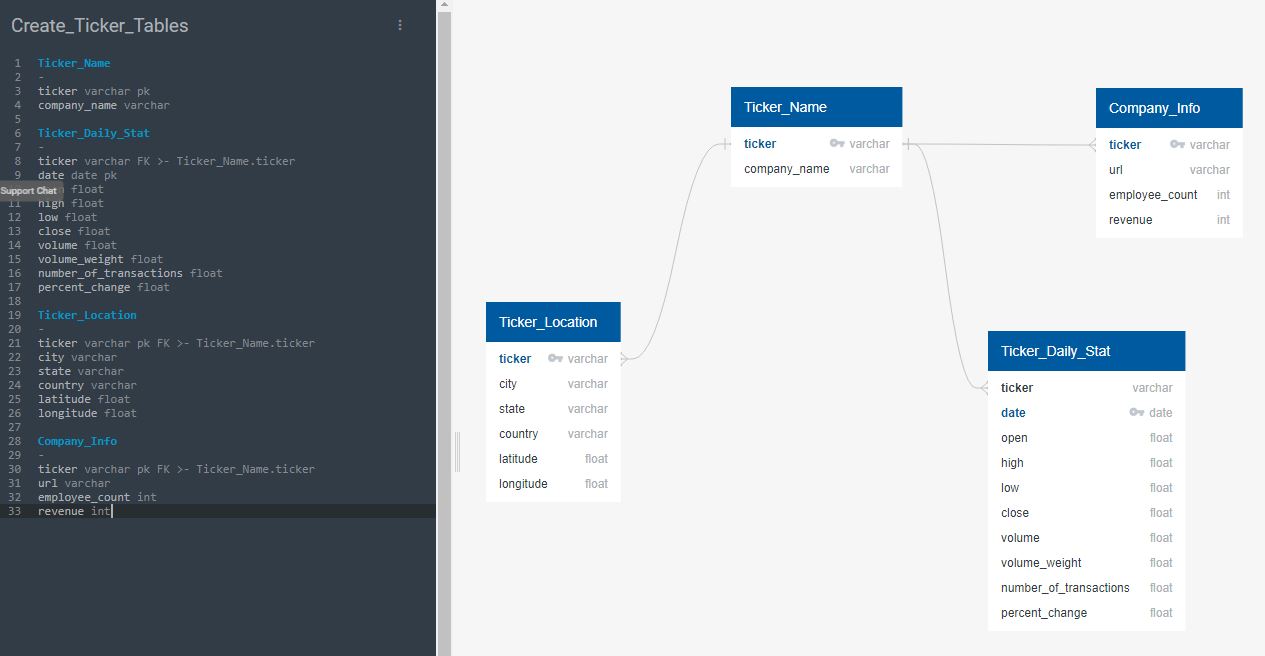 Create_Ticker_Tables
1 Ticker_Name
2 -
3 ticker varchar pk
4 company_name varchar
5
6 Ticker_Daily_Stat
7 -
8 ticker varchar FK >- Ticker_Name.ticker
9 date date pk
Support Chat
float
11 high float
12 low float
13 close float
14 volume float
15 volume_weight float
16 number_of_transactions float
17 percent_change float
18
19 Ticker_Location
20 -
21 ticker varchar pk FK >- Ticker_Name.ticker
22 city varchar
23 state varchar
24 country varchar
25 latitude float
26 longitude float
27
28 Company_Info
29 -
30 ticker varchar pk FK >- Ticker_Name.ticker
31 url varchar
32 employee_count int
33 revenue int
Ticker_Name
ticker varchar
company_name varchar
Company_Info
ticker varchar
url varchar
employee_count int
revenue int
Ticker_Location
ticker varchar
city varchar
state varchar
country varchar
latitude float
longitude float
Ticker_Daily_Stat
ticker varchar
date date
open float
high float
low float
close float
volume float
volume_weight float
number_of_transactions float
percent_change float